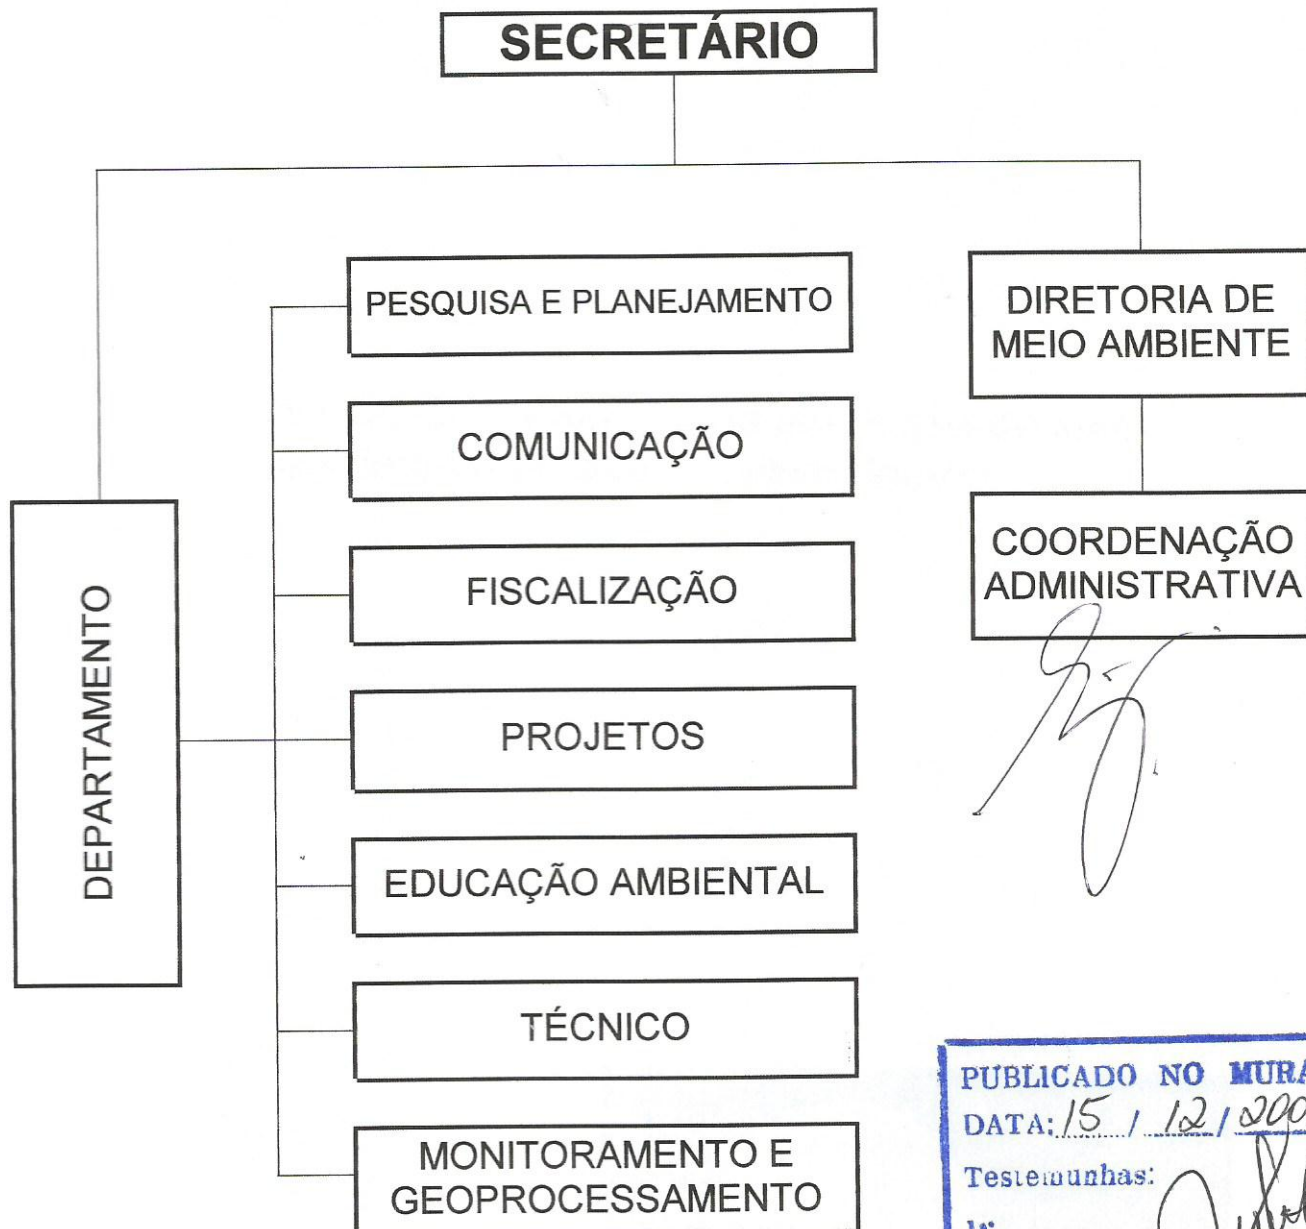 SECRETÁRIO
PESQUISA E PLANEJAMENTO
DIRETORIA DE
MEIO AMBIENTE
COMUNICAÇÃO
COORDENAÇÃO
ADMINISTRATIVA
FISCALIZAÇÃO
DEPARTAMENTO
PROJETOS
EDUCAÇÃO AMBIENTAL
TÉCNICO
MONITORAMENTO E
GEOPROCESSAMENTO
PUBLICADO NO
DATA: 15 / 12 /
Testemunhas: